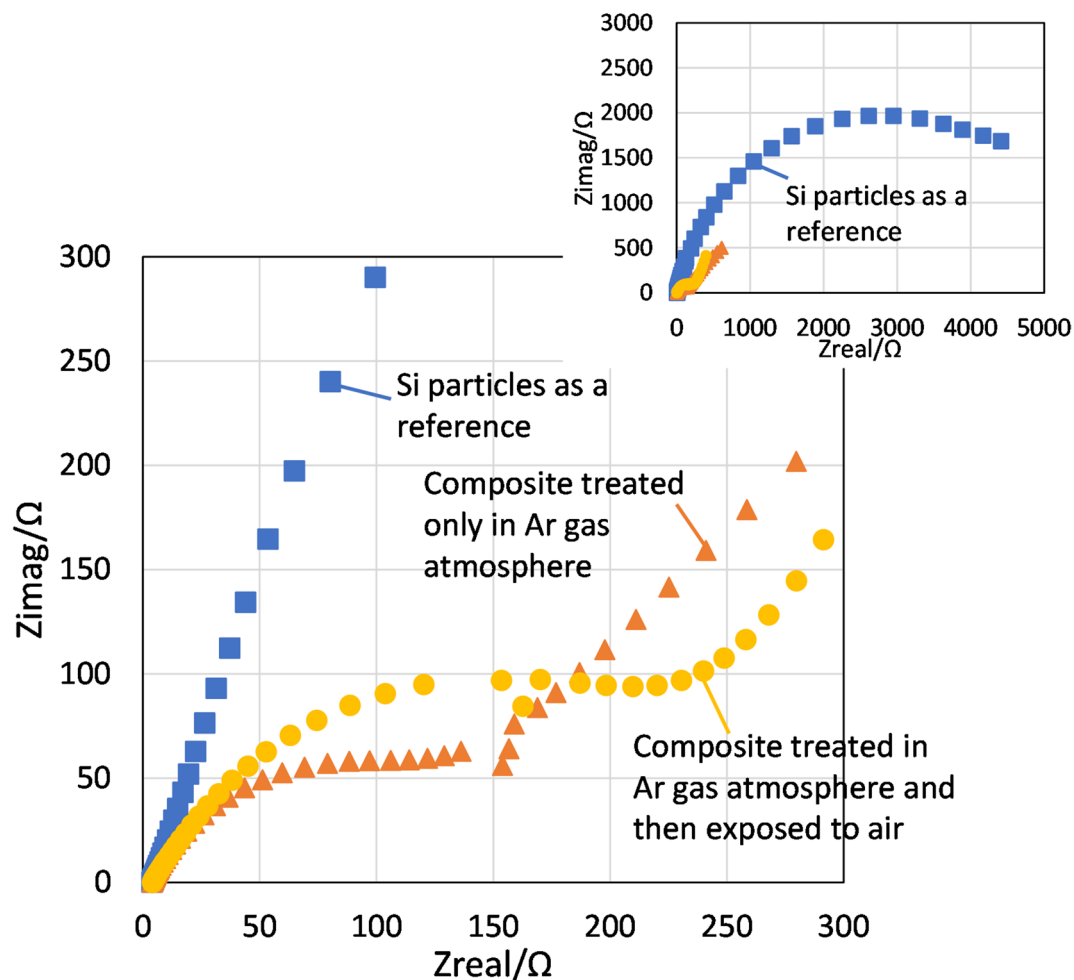 3000
2500
2000
1500
1000
500
0
Zimag/Ω
Si particles as a
reference
0 1000 2000 3000 4000 5000
Zreal/Ω
300
250
200
150
100
50
0
Zimag/Ω
Si particles as a
reference
Composite treated
only in Ar gas
atmosphere
Composite treated in
Ar gas atmosphere and
then exposed to air
0 50 100 150 200 250 300
Zreal/Ω